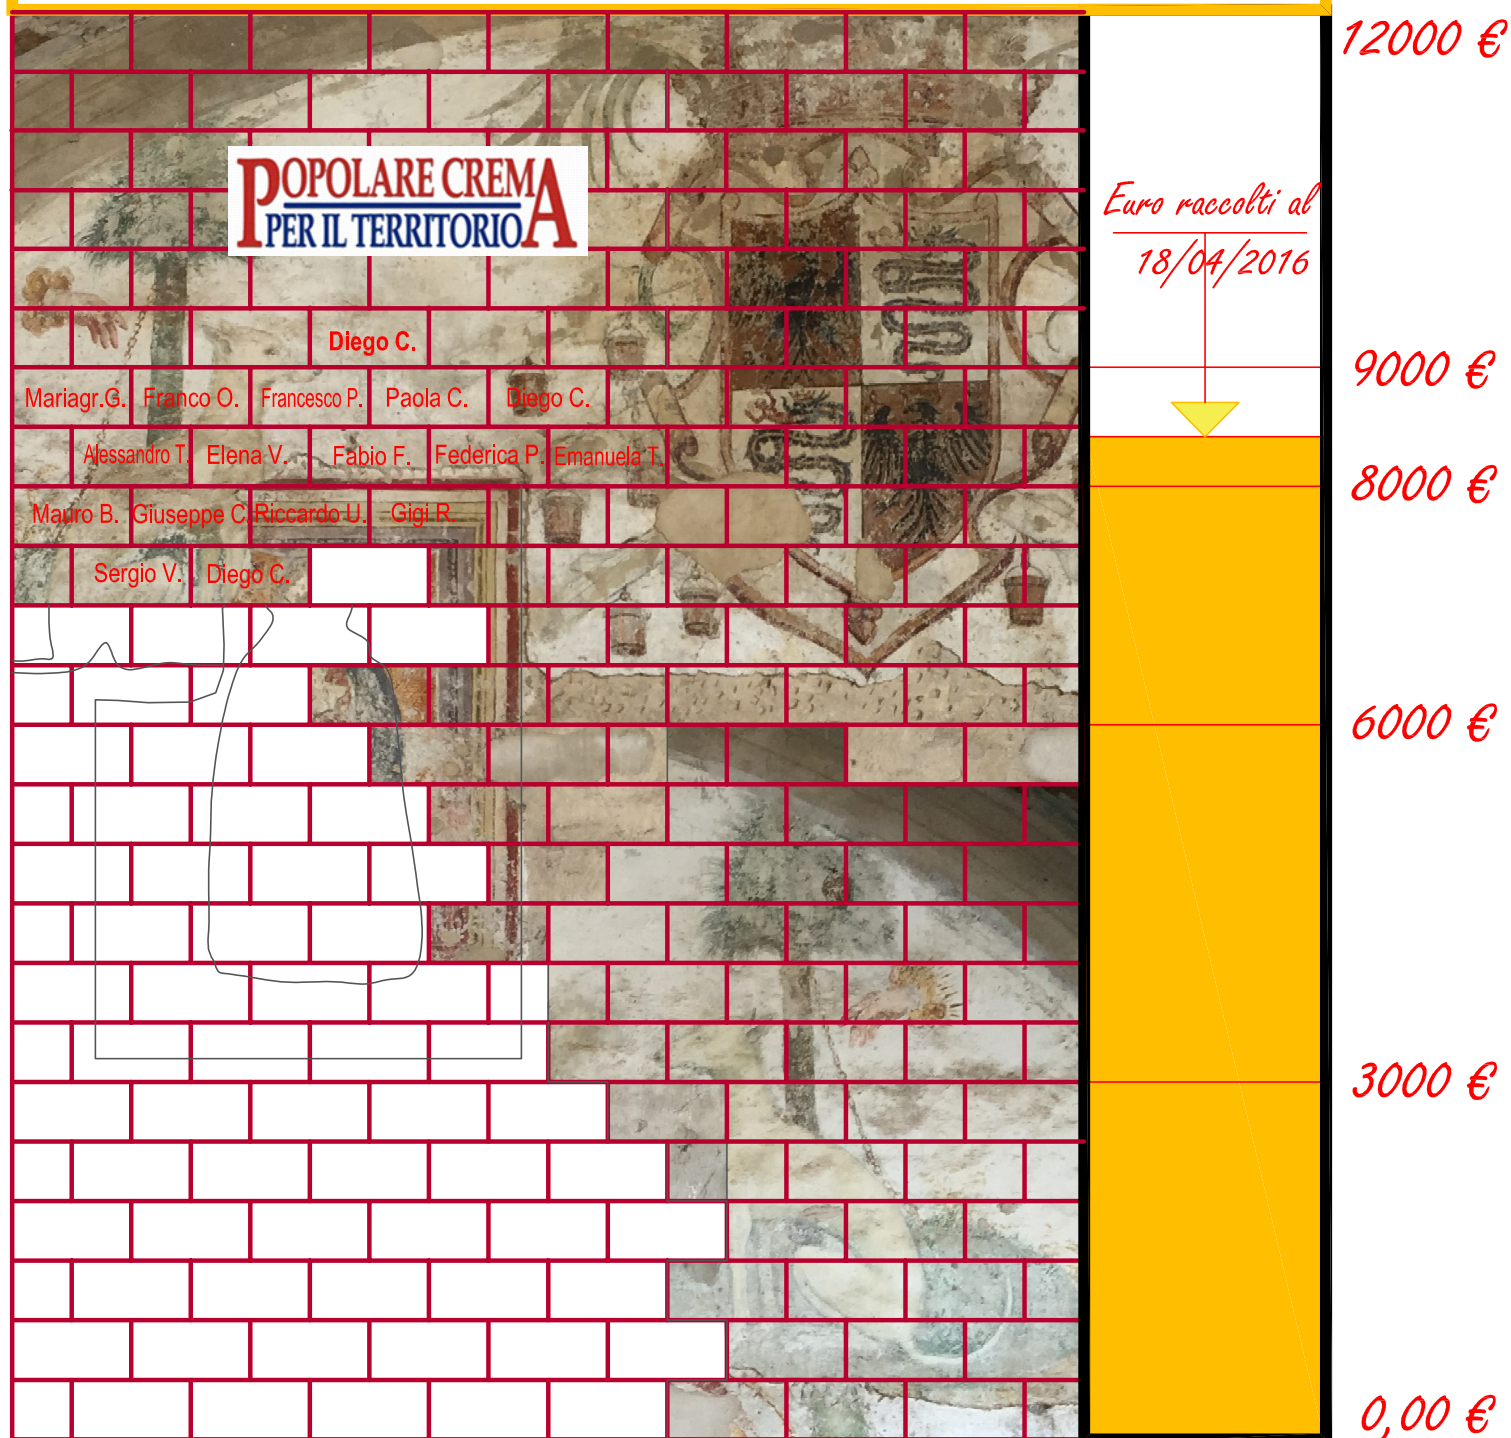 12000 €
POPOLARE CREMA
PER IL TERRITORIO
Euro raccolti al
18/04/2016
Diego C.
9000 €
Mariagr.G. Franco O. Francesco P. Paola C. Diego C.
Alessandro T. Elena V. Fabio F. Federica P. Emanuela T.
8000 €
Mauro B. Giuseppe C. Riccardo U. Gigi R.
Sergio V. Diego C.
6000 €
3000 €
0,00 €